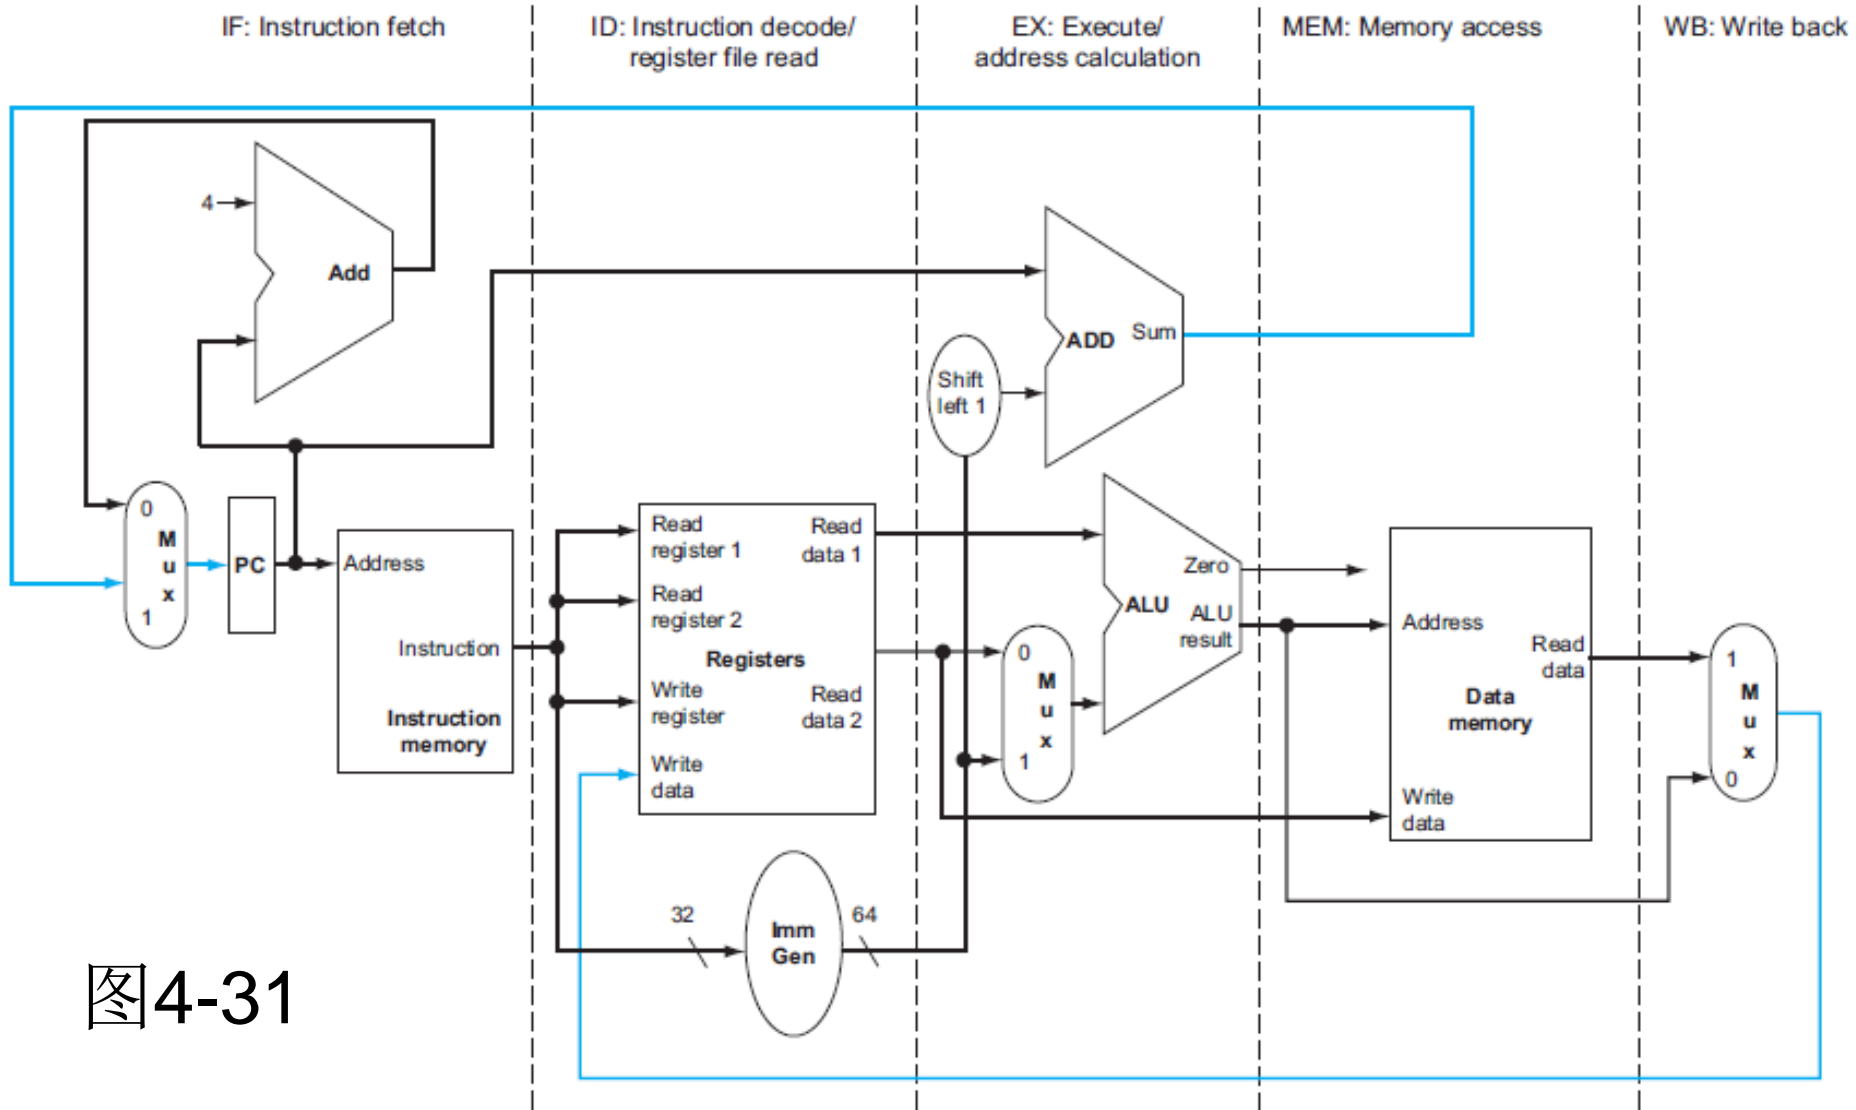 IF: Instruction fetch
ID: Instruction decode/
register file read
EX: Execute/
address calculation
MEM: Memory access
WB: Write back
4
Add
ADD
Sum
Shift
left 1
0
M
u
x
1
PC
Address
Instruction
Instruction
memory
Read
register 1
Read
register 2
Write
register
Write
data
Registers
Read
data 1
Read
data 2
0
M
u
x
1
Zero
ALU
ALU
result
Address
Read
data
Data
memory
Write
data
1
M
u
x
0
32
Imm
Gen
64
图4-31